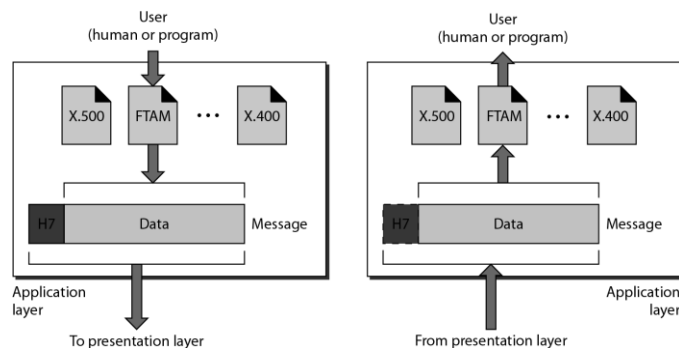 User
(human or program)
X.500
FTAM
...
X.400
H7
Data
Message
Application
layer
To presentation layer
User
(human or program)
X.500
FTAM
...
X.400
H7
Data
Message
Application
layer
From presentation layer